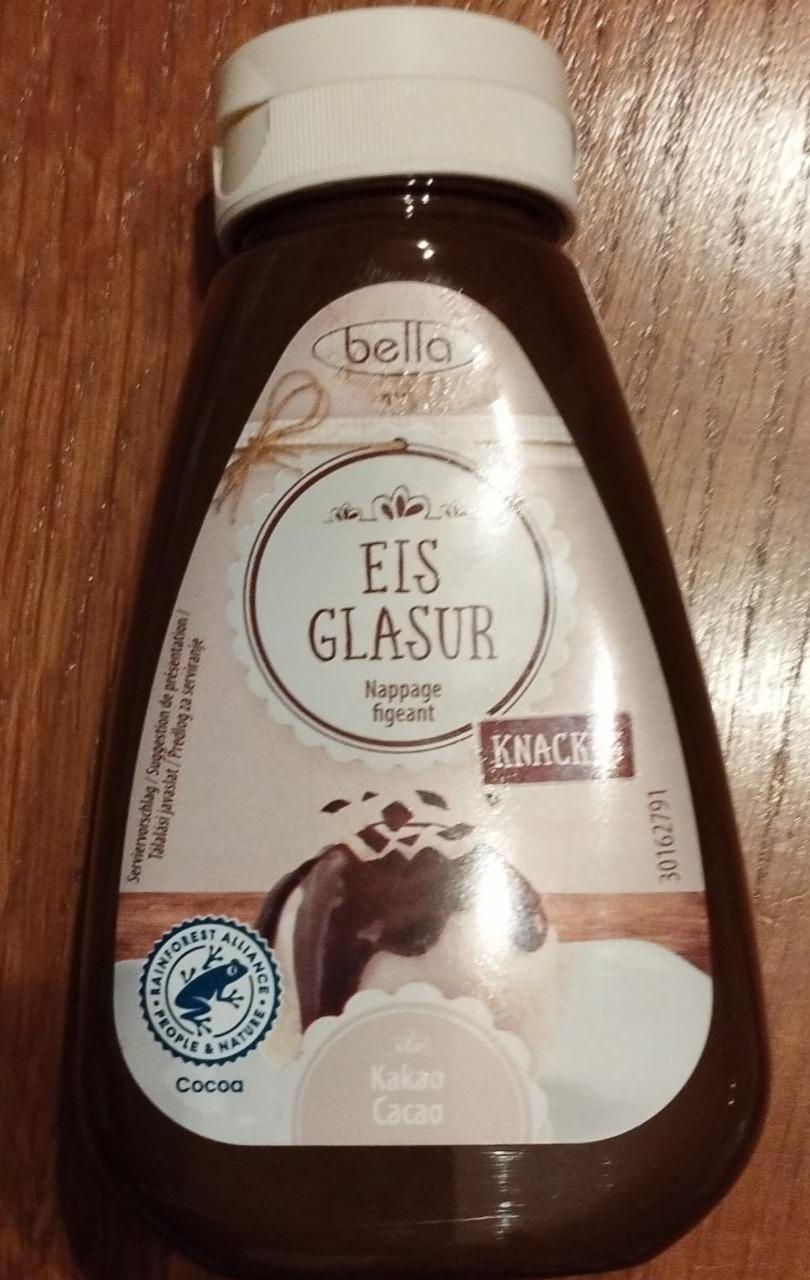 bella
EIS
GLASUR
Nappage
figeant
Serviervorschlag / Suggestion de présentation /
Tálalási javaslat / Predlog za serviranje
30162791
RAINFOREST ALLIANCE
PEOPLE & NATURE
Cocoa
Kakao
Cacao